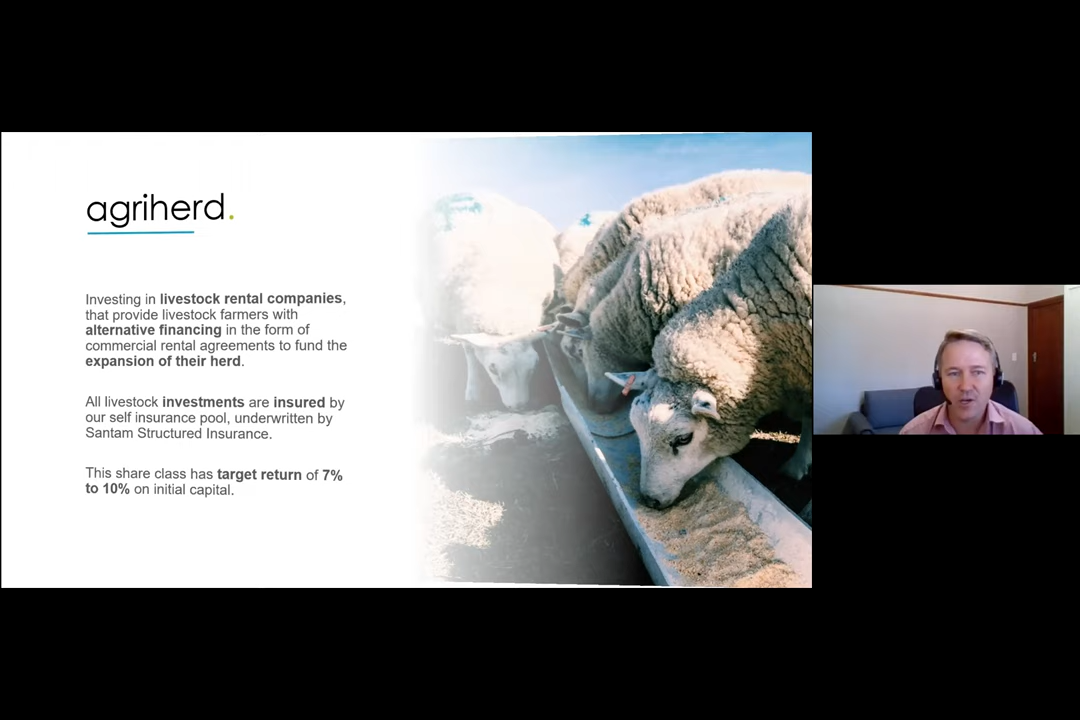 agriherd.
Investing in livestock rental companies,
that provide livestock farmers with
alternative financing in the form of
commercial rental agreements to fund the
expansion of their herd.
All livestock investments are insured by
our self insurance pool, underwritten by
Santam Structured Insurance.
This share class has target return of 7%
to 10% on initial capital.